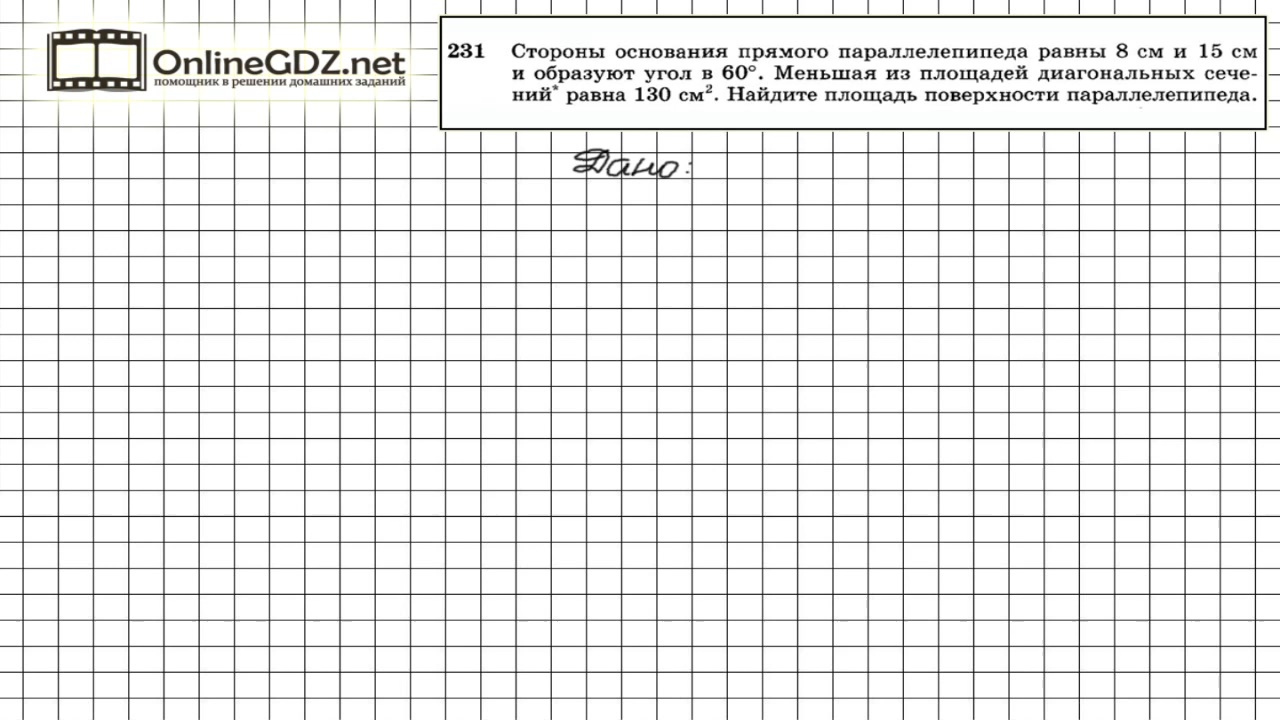 OnlineGDZ.net
помощник в решении домашних заданий
231 Стороны основания прямого параллелепипеда равны 8 см и 15 см
и образуют угол в 60°. Меньшая из площадей диагональных сече-
ний* равна 130 см². Найдите площадь поверхности параллелепипеда.
Дано: